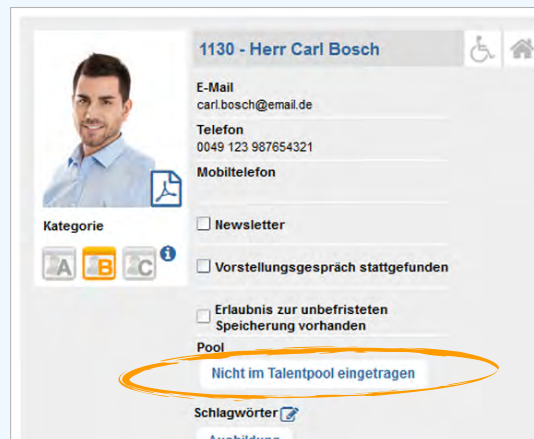 1130 - Herr Carl Bosch
E-Mail
carl.bosch@email.de
Telefon
0049 123 987654321
Mobiltelefon
Kategorie
A B C i
Newsletter
Vorstellungsgespräch stattgefunden
Erlaubnis zur unbefristeten
Speicherung vorhanden
Pool
Nicht im Talentpool eingetragen
Schlagwörter
Ausbildung